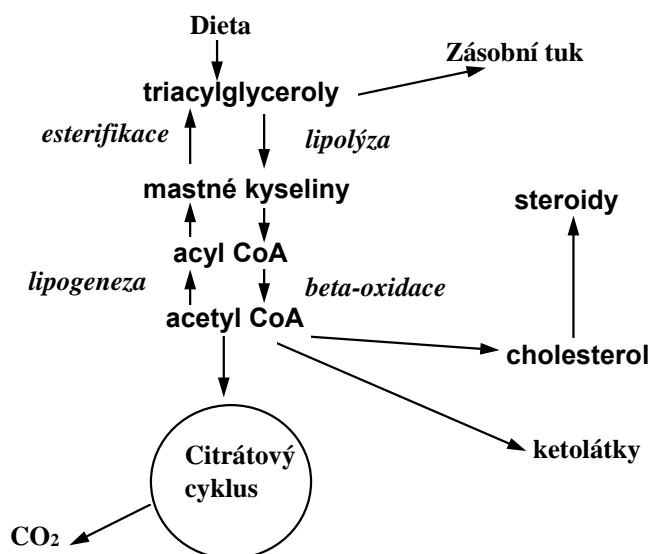 Dieta
Zásobní tuk
triacylglyceroly
esterifikace
lipolýza
mastné kyseliny
steroidy
acyl CoA
lipogeneza
beta-oxidace
acetyl CoA
cholesterol
Citrátový
cyklus
ketolátky
CO₂